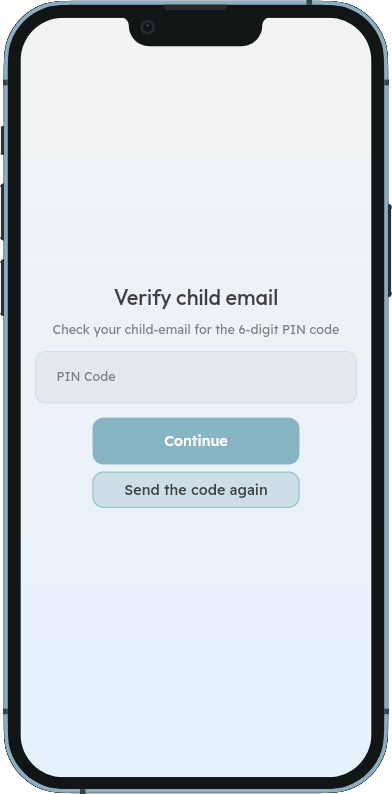 Verify child email
Check your child-email for the 6-digit PIN code
PIN Code
Continue
Send the code again